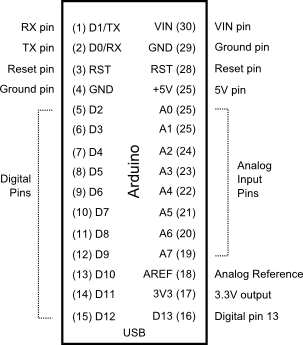 RX pin (1) D1/TX VIN (30) VIN pin
TX pin (2) D0/RX GND (29) Ground pin
Reset pin (3) RST RST (28) Reset pin
Ground pin (4) GND +5V (25) 5V pin
(5) D2 A0 (25)
(6) D3 A1 (25)
(7) D4 A2 (24)
Digital Pins (8) D5 A3 (23) Analog Input Pins
(9) D6 A4 (22)
(10) D7 A5 (21)
(11) D8 A6 (20)
(12) D9 A7 (19)
Arduino
(13) D10 AREF (18) Analog Reference
(14) D11 3V3 (17) 3.3V output
(15) D12 D13 (16) Digital pin 13
USB